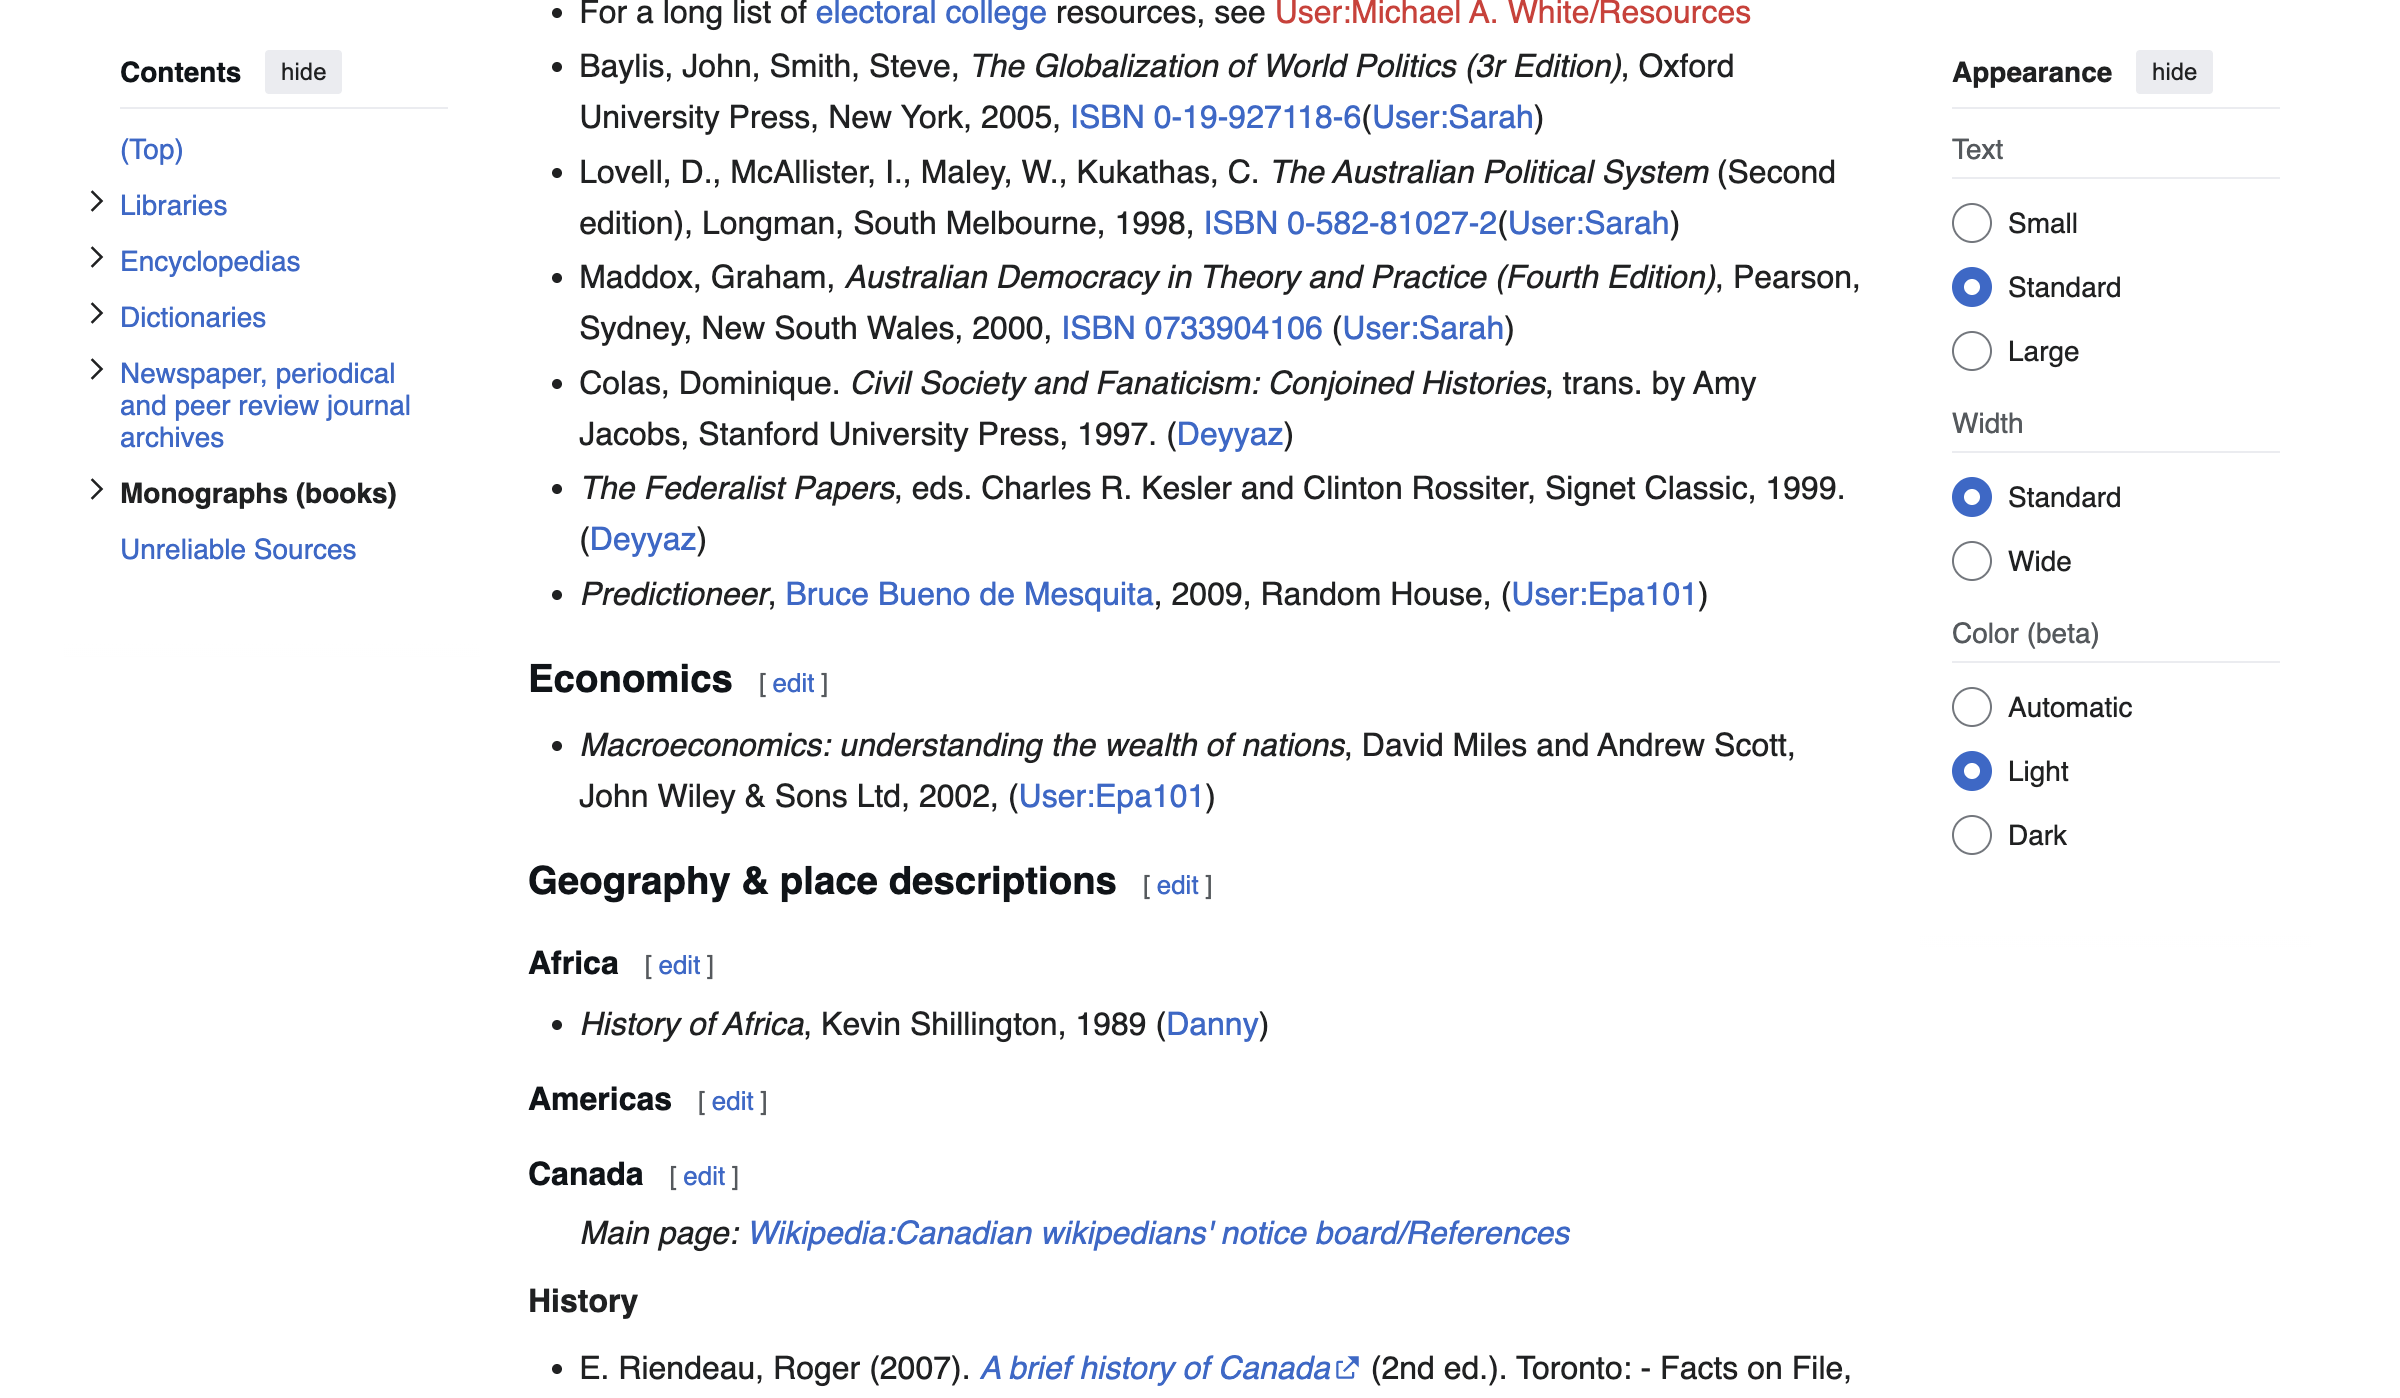 Contents hide
(Top)
Libraries
Encyclopedias
Dictionaries
Newspaper, periodical
and peer review journal
archives
Monographs (books)
Unreliable Sources
• For a long list of electoral college resources, see User:Michael A. White/Resources
• Baylis, John, Smith, Steve, The Globalization of World Politics (3r Edition), Oxford
University Press, New York, 2005, ISBN 0-19-927118-6(User:Sarah)
• Lovell, D., McAllister, I., Maley, W., Kukathas, C. The Australian Political System (Second
edition), Longman, South Melbourne, 1998, ISBN 0-582-81027-2(User:Sarah)
• Maddox, Graham, Australian Democracy in Theory and Practice (Fourth Edition), Pearson,
Sydney, New South Wales, 2000, ISBN 0733904106 (User:Sarah)
• Colas, Dominique. Civil Society and Fanaticism: Conjoined Histories, trans. by Amy
Jacobs, Stanford University Press, 1997. (Deyyaz)
• The Federalist Papers, eds. Charles R. Kesler and Clinton Rossiter, Signet Classic, 1999.
(Deyyaz)
• Predictioneer, Bruce Bueno de Mesquita, 2009, Random House, (User:Epa101)
Economics [ edit ]
• Macroeconomics: understanding the wealth of nations, David Miles and Andrew Scott,
John Wiley & Sons Ltd, 2002, (User:Epa101)
Geography & place descriptions [ edit ]
Africa [ edit ]
• History of Africa, Kevin Shillington, 1989 (Danny)
Americas [ edit ]
Canada [ edit ]
Main page: Wikipedia:Canadian wikipedians' notice board/References
History
• E. Riendeau, Roger (2007). A brief history of Canada (2nd ed.). Toronto: - Facts on File,
Appearance hide
Text
Small
Standard
Large
Width
Standard
Wide
Color (beta)
Automatic
Light
Dark